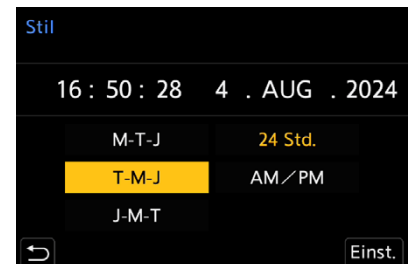 Stil
16 : 50 : 28 4 . AUG . 2024
M-T-J 24 Std.
T-M-J AM／PM
J-M-T
Einst.